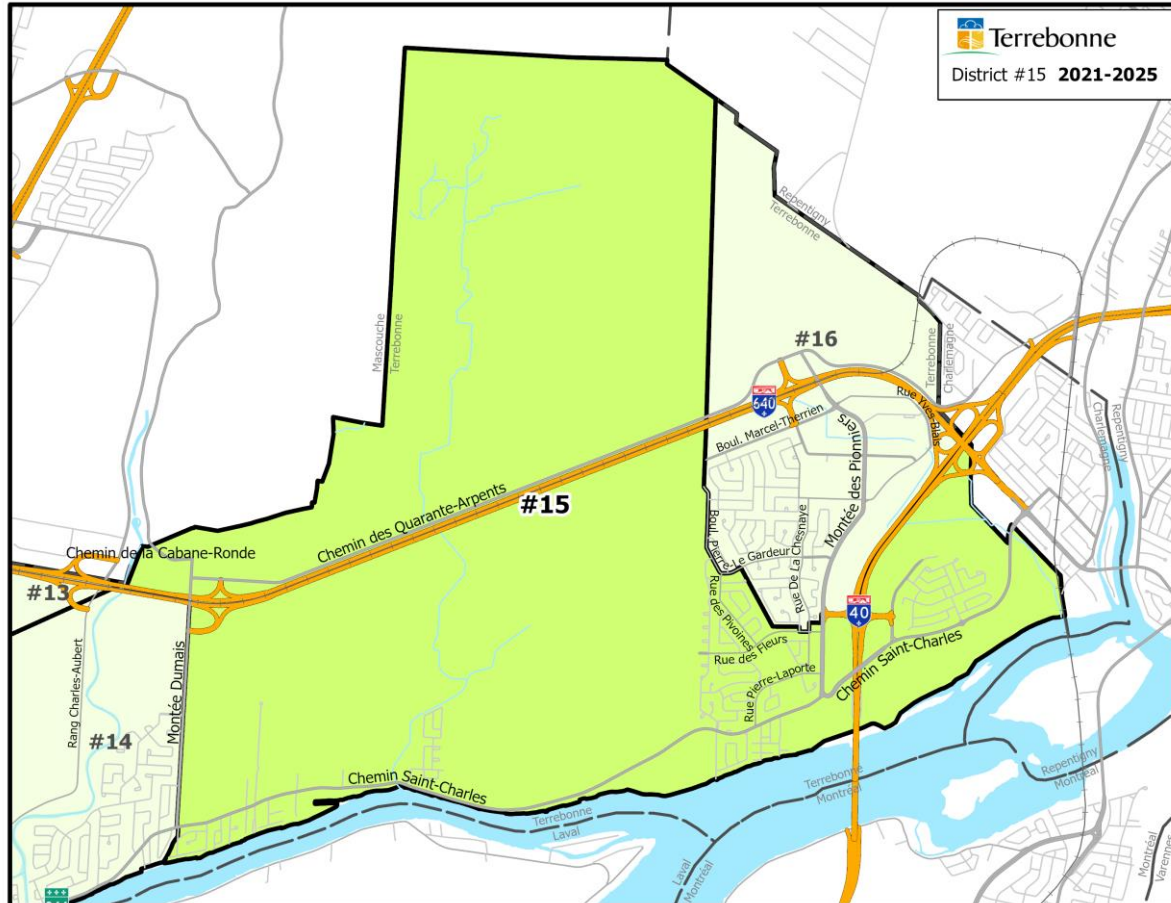 Terrebonne
District #15 2021-2025
Repentigny
Terrebonne
Mascouche
Terrebonne
#16
Terrebonne
Charlemagne
Charlemagne
Repentigny
640
Boul. Marcel-Therrien
Rue Yves-Blais
Montée des Pionniers
#15
Chemin des Quarante-Arpents
Boul. Pierre-Le Gardeur
Rue De La Chesnaye
Chemin de la Cabane-Ronde
#13
40
Rue des Pivoines
Rue des Fleurs
Rue Pierre-Laporte
Chemin Saint-Charles
Montée Dumais
Rang Charles-Aubert
#14
Chemin Saint-Charles
Terrebonne
Laval
Terrebonne
Montréal
Repentigny
Montréal
Laval
Montréal
Montréal
Varennes